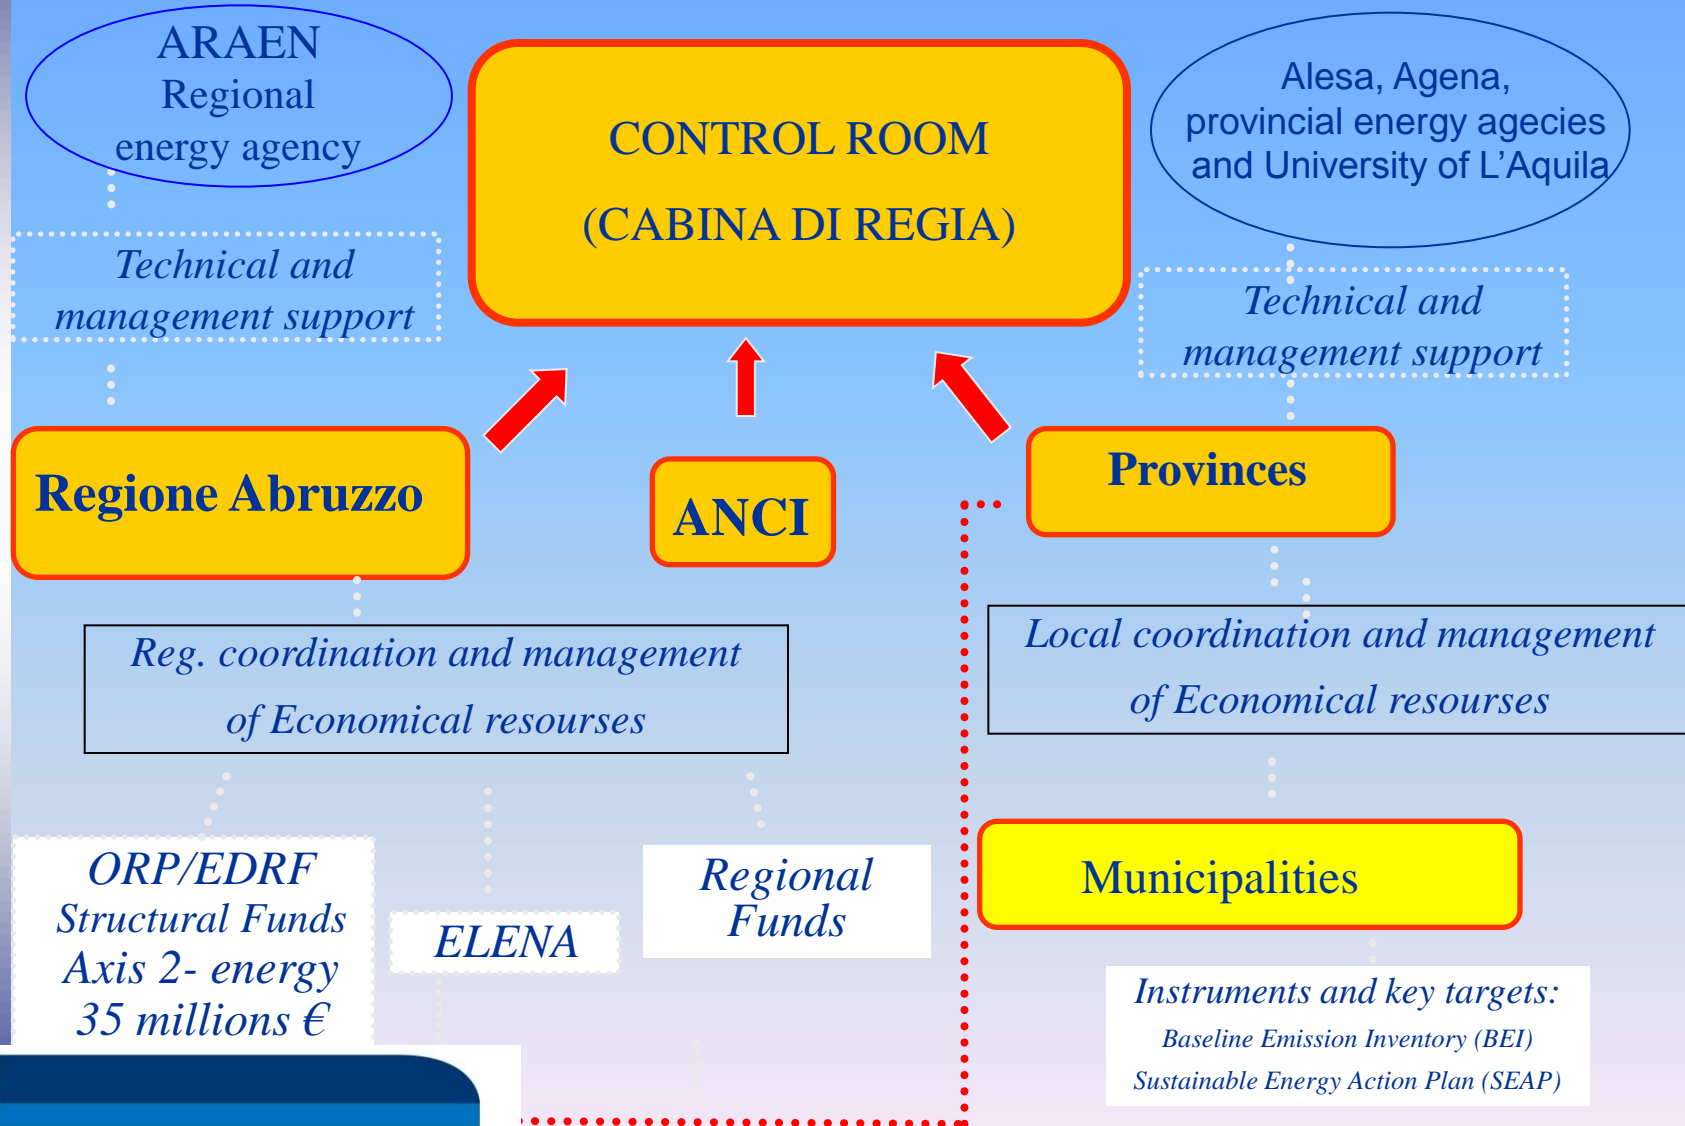 ARAEN
Regional
energy agency
CONTROL ROOM
(CABINA DI REGIA)
Alesa, Agena,
provincial energy agecies
and University of L'Aquila
Technical and
management support
Technical and
management support
Regione Abruzzo
ANCI
Provinces
Reg. coordination and management
of Economical resourses
Local coordination and management
of Economical resourses
ORP/EDRF
Structural Funds
Axis 2- energy
35 millions €
ELENA
Regional
Funds
Municipalities
Instruments and key targets:
Baseline Emission Inventory (BEI)
Sustainable Energy Action Plan (SEAP)